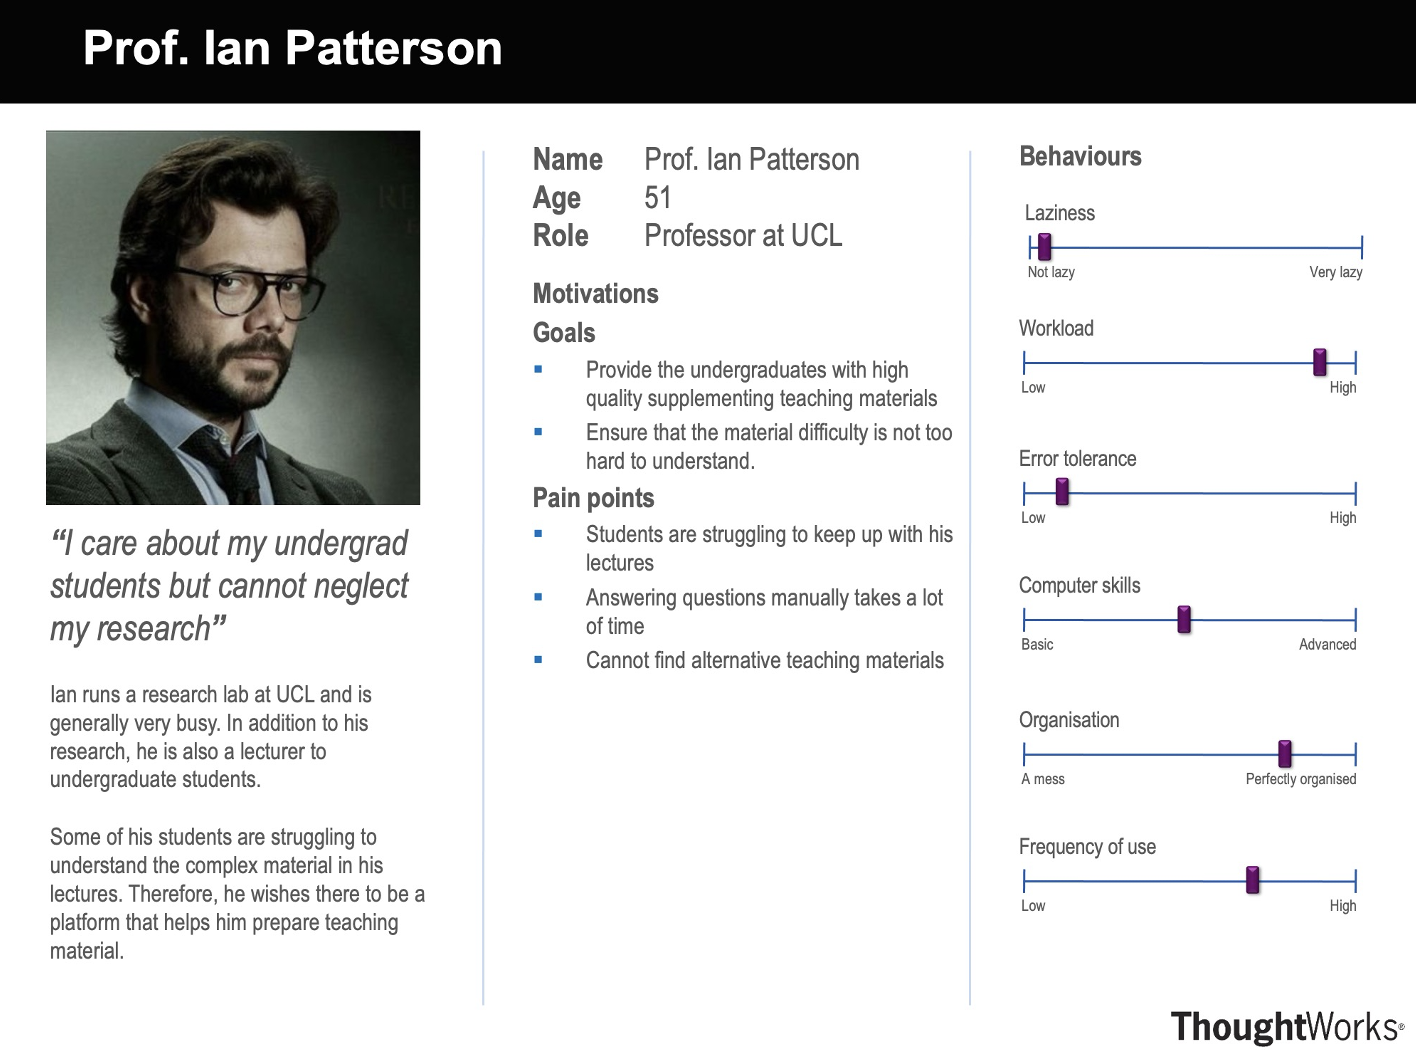 Prof. Ian Patterson
“I care about my undergrad
students but cannot neglect
my research”
Ian runs a research lab at UCL and is
generally very busy. In addition to his
research, he is also a lecturer to
undergraduate students.
Some of his students are struggling to
understand the complex material in his
lectures. Therefore, he wishes there to be a
platform that helps him prepare teaching
material.
Name Prof. Ian Patterson
Age 51
Role Professor at UCL
Motivations
Goals
▪ Provide the undergraduates with high
quality supplementing teaching materials
▪ Ensure that the material difficulty is not too
hard to understand.
Pain points
▪ Students are struggling to keep up with his
lectures
▪ Answering questions manually takes a lot
of time
▪ Cannot find alternative teaching materials
Behaviours
Laziness
Not lazy Very lazy
Workload
Low High
Error tolerance
Low High
Computer skills
Basic Advanced
Organisation
A mess Perfectly organised
Frequency of use
Low High
ThoughtWorks®